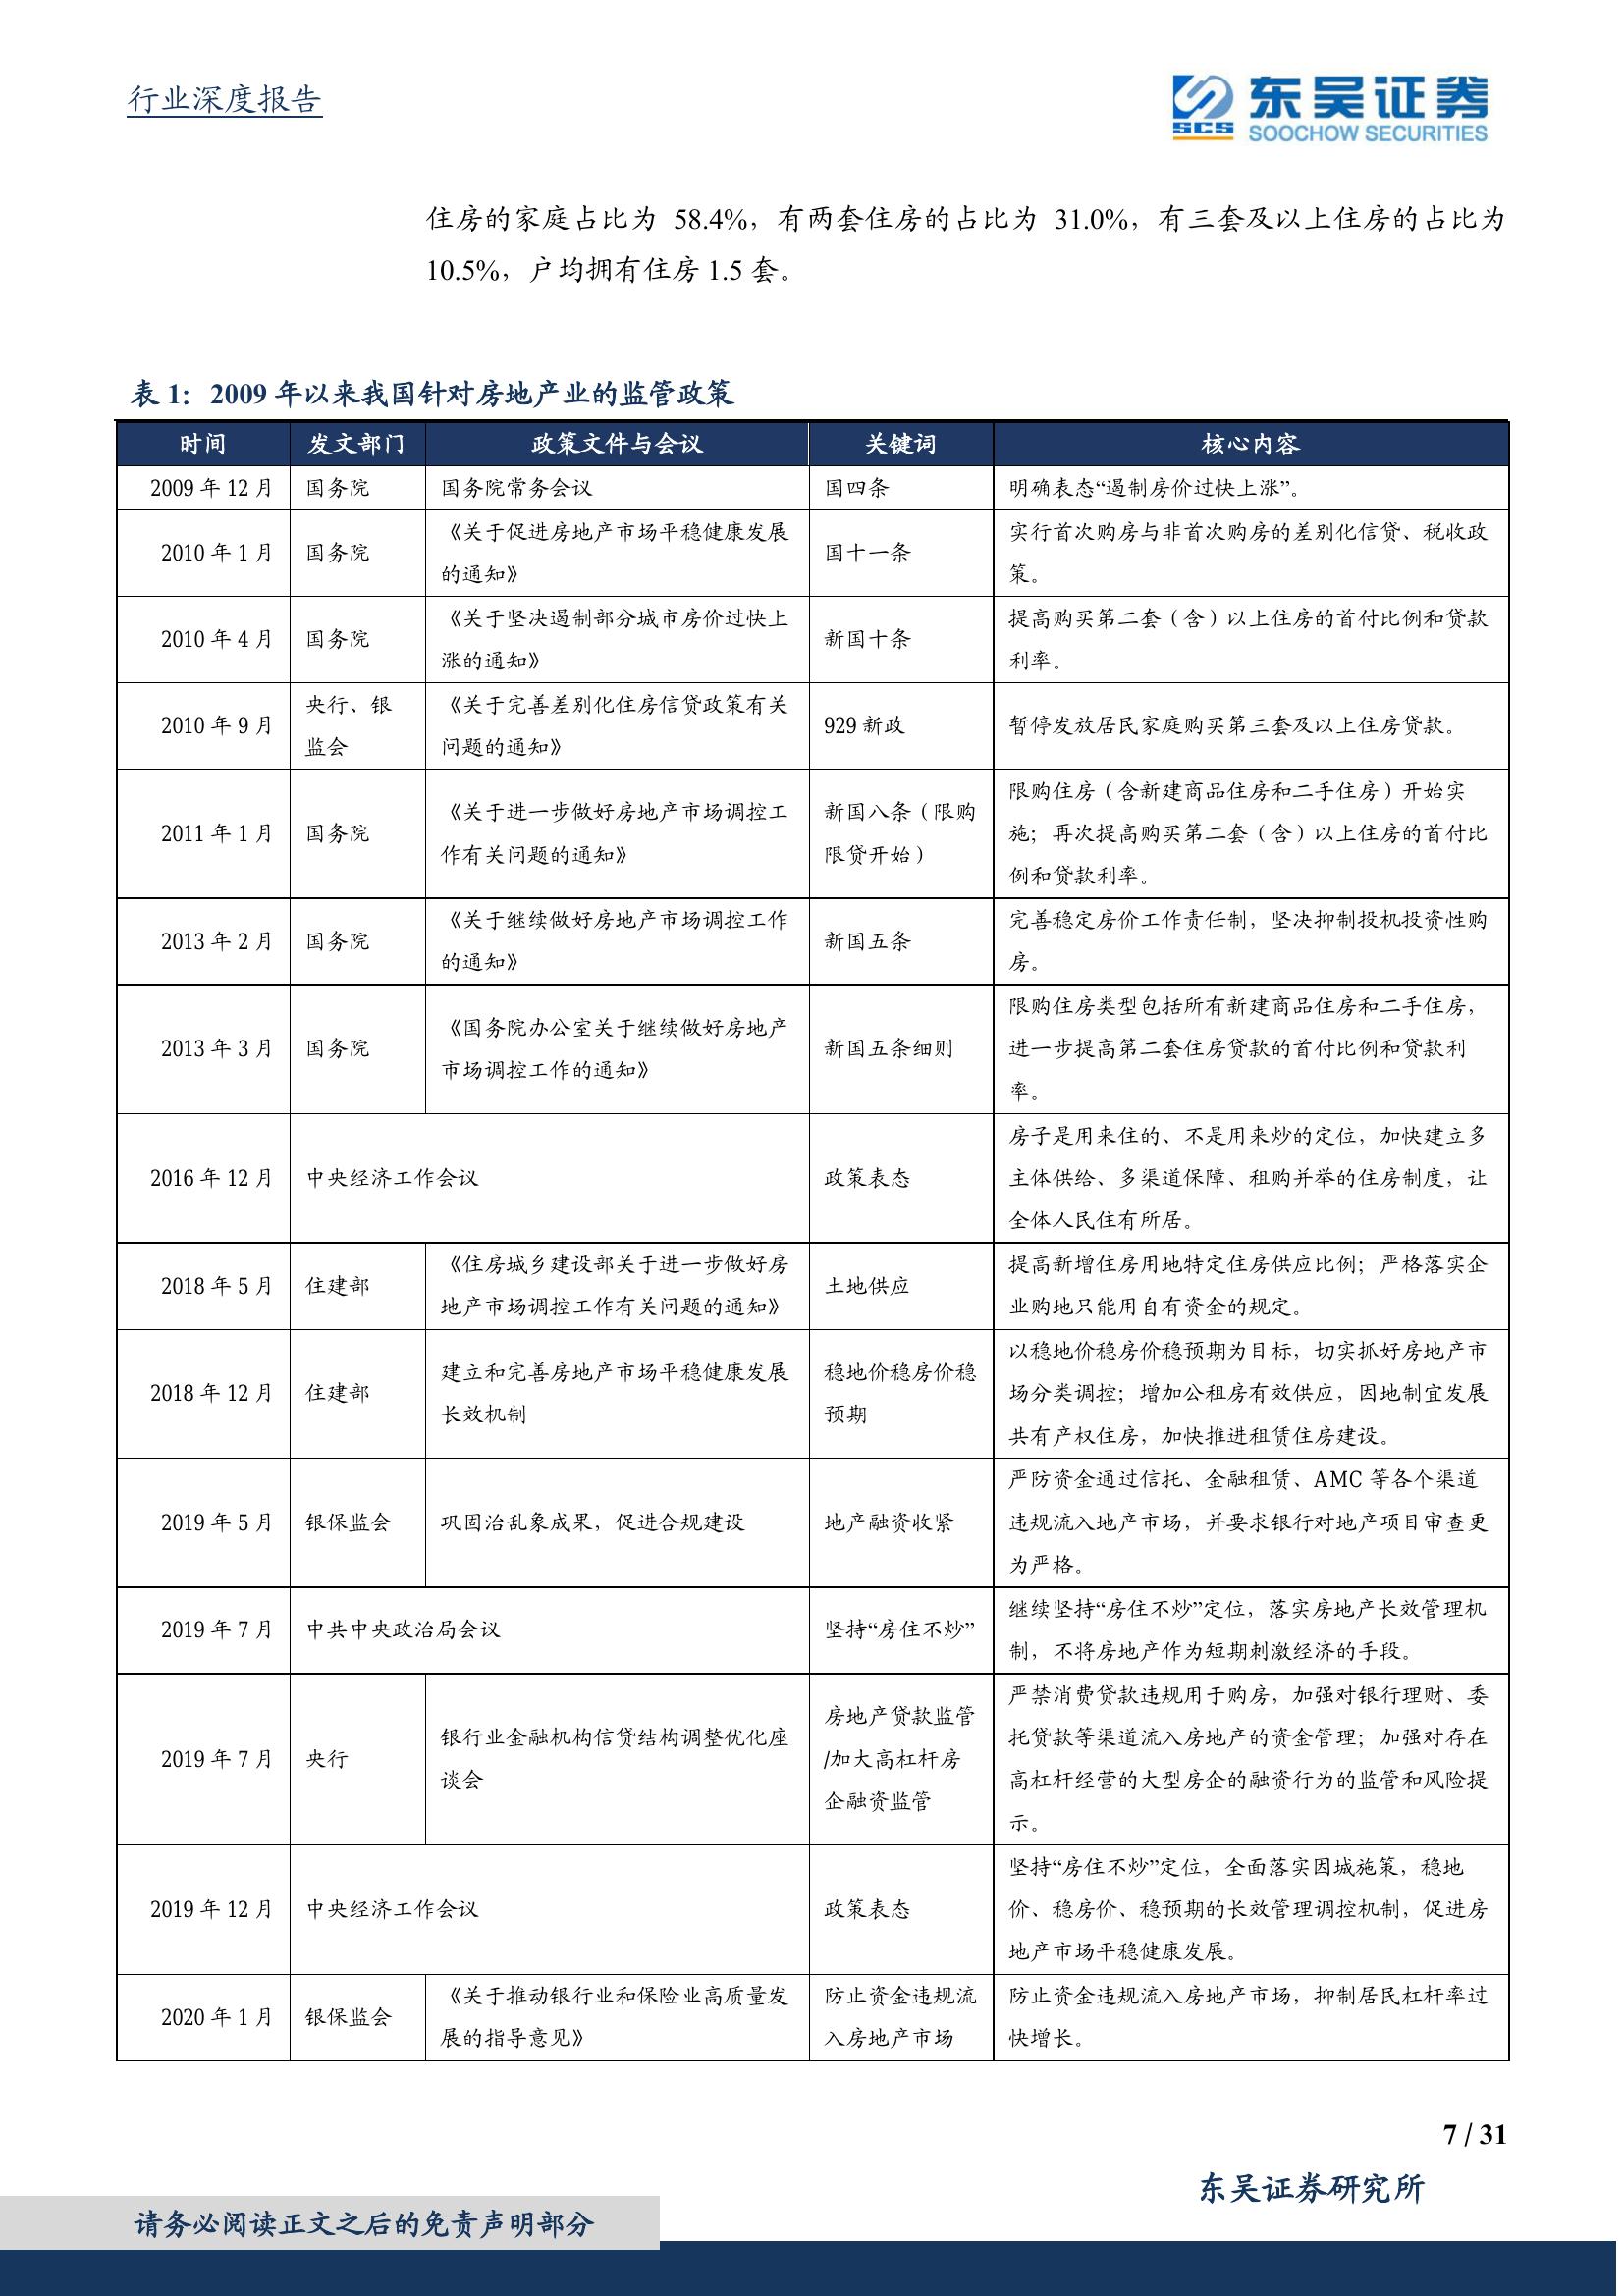 行业深度报告
东吴证券
SCS
SOOCHOW SECURITIES
住房的家庭占比为 58.4%，有两套住房的占比为 31.0%，有三套及以上住房的占比为
10.5%，户均拥有住房 1.5 套。
表 1：2009 年以来我国针对房地产业的监管政策
时间 发文部门 政策文件与会议 关键词 核心内容
2009 年 12 月 国务院 国务院常务会议 国四条 明确表态“遏制房价过快上涨”。
2010 年 1 月 国务院
《关于促进房地产市场平稳健康发展
的通知》
国十一条
实行首次购房与非首次购房的差别化信贷、税收政
策。
2010 年 4 月 国务院
《关于坚决遏制部分城市房价过快上
涨的通知》
新国十条
提高购买第二套（含）以上住房的首付比例和贷款
利率。
2010 年 9 月
央行、银
监会
《关于完善差别化住房信贷政策有关
问题的通知》
929 新政
暂停发放居民家庭购买第三套及以上住房贷款。
2011 年 1 月 国务院
《关于进一步做好房地产市场调控工
作有关问题的通知》
新国八条（限购
限贷开始）
限购住房（含新建商品住房和二手住房）开始实
施；再次提高购买第二套（含）以上住房的首付比
例和贷款利率。
2013 年 2 月 国务院
《关于继续做好房地产市场调控工作
的通知》
新国五条
完善稳定房价工作责任制，坚决抑制投机投资性购
房。
2013 年 3 月 国务院
《国务院办公室关于继续做好房地产
市场调控工作的通知》
新国五条细则
限购住房类型包括所有新建商品住房和二手住房，
进一步提高第二套住房贷款的首付比例和贷款利
率。
2016 年 12 月 中央经济工作会议 政策表态
房子是用来住的、不是用来炒的定位，加快建立多
主体供给、多渠道保障、租购并举的住房制度，让
全体人民住有所居。
2018 年 5 月 住建部
《住房城乡建设部关于进一步做好房
地产市场调控工作有关问题的通知》
土地供应
提高新增住房用地特定住房供应比例；严格落实企
业购地只能用自有资金的规定。
2018 年 12 月 住建部
建立和完善房地产市场平稳健康发展
长效机制
稳地价稳房价稳
预期
以稳地价稳房价稳预期为目标，切实抓好房地产市
场分类调控；增加公租房有效供应，因地制宜发展
共有产权住房，加快推进租赁住房建设。
2019 年 5 月 银保监会 巩固治乱象成果，促进合规建设 地产融资收紧
严防资金通过信托、金融租赁、AMC 等各个渠道
违规流入地产市场，并要求银行对地产项目审查更
为严格。
2019 年 7 月 中共中央政治局会议 坚持“房住不炒”
继续坚持“房住不炒”定位，落实房地产长效管理机
制，不将房地产作为短期刺激经济的手段。
2019 年 7 月 央行
银行业金融机构信贷结构调整优化座
谈会
房地产贷款监管
/加大高杠杆房
企融资监管
严禁消费贷款违规用于购房，加强对银行理财、委
托贷款等渠道流入房地产的资金管理；加强对存在
高杠杆经营的大型房企的融资行为的监管和风险提
示。
2019 年 12 月 中央经济工作会议 政策表态
坚持“房住不炒”定位，全面落实因城施策，稳地
价、稳房价、稳预期的长效管理调控机制，促进房
地产市场平稳健康发展。
2020 年 1 月 银保监会
《关于推动银行业和保险业高质量发
展的指导意见》
防止资金违规流
入房地产市场
防止资金违规流入房地产市场，抑制居民杠杆率过
快增长。
7 / 31
东吴证券研究所
请务必阅读正文之后的免责声明部分